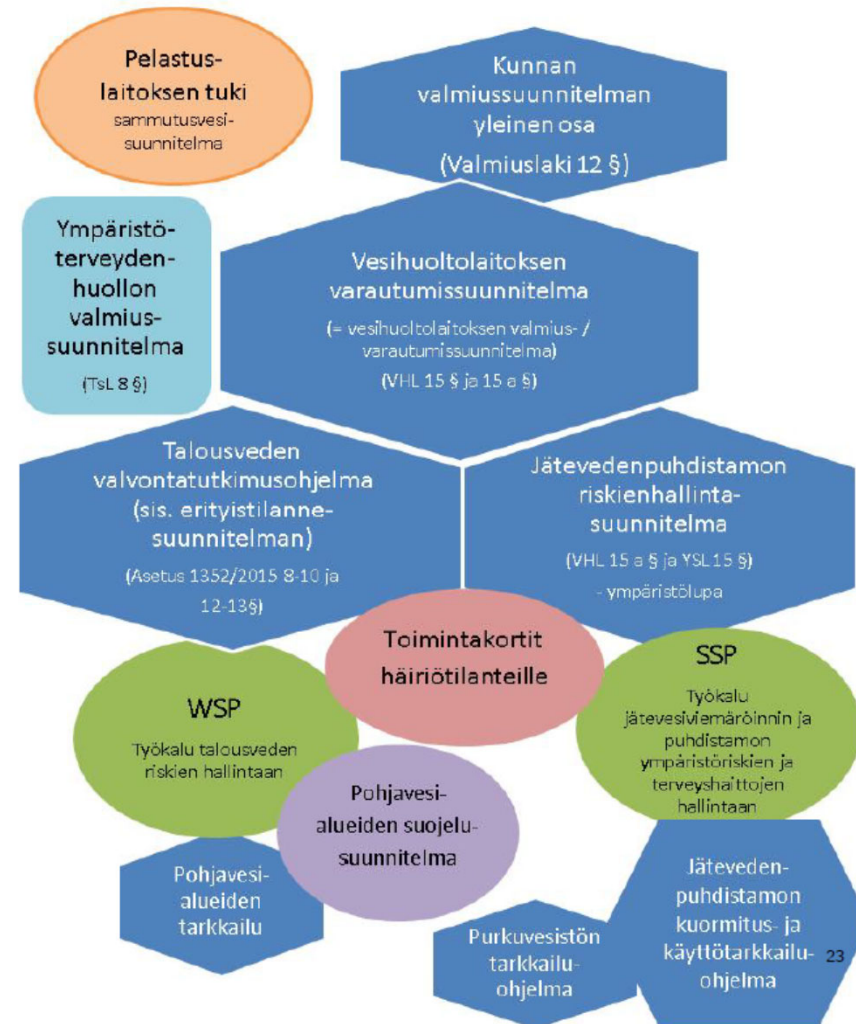 Pelastus-
laitoksen tuki
sammutusvesi-
suunnitelma
Kunnan
valmiussuunnitelman
yleinen osa
(Valmiuslaki 12 §)
Ympäristö-
terveyden-
huollon
valmius-
suunnitelma
(TsL 8 §)
Vesihuoltolaitoksen
varautumissuunnitelma
(= vesihuoltolaitoksen valmius- /
varautumissuunnitelma)
(VHL 15 § ja 15 a §)
Talousveden
valvontatutkimusohjelma
(sis. erityistilanne-
suunnitelman)
(Asetus 1352/2015 8-10 ja
12-13§)
Jätevedenpuhdistamon
riskienhallinta-
suunnitelma
(VHL 15 a § ja YSL 15 §)
- ympäristölupa
Toimintakortit
häiriötilanteille
WSP
Työkalu talousveden
riskien hallintaan
SSP
Työkalu
jätevesiviemäröinnin ja
puhdistamon
ympäristöriskien ja
terveyshaittojen
hallintaan
Pohjavesi-
alueiden suojelu-
suunnitelma
Pohjavesi-
alueiden
tarkkailu
Purkuvesistön
tarkkailu-
ohjelma
Jäteveden-
puhdistamon
kuormitus- ja
käyttötarkkailu-
ohjelma
23